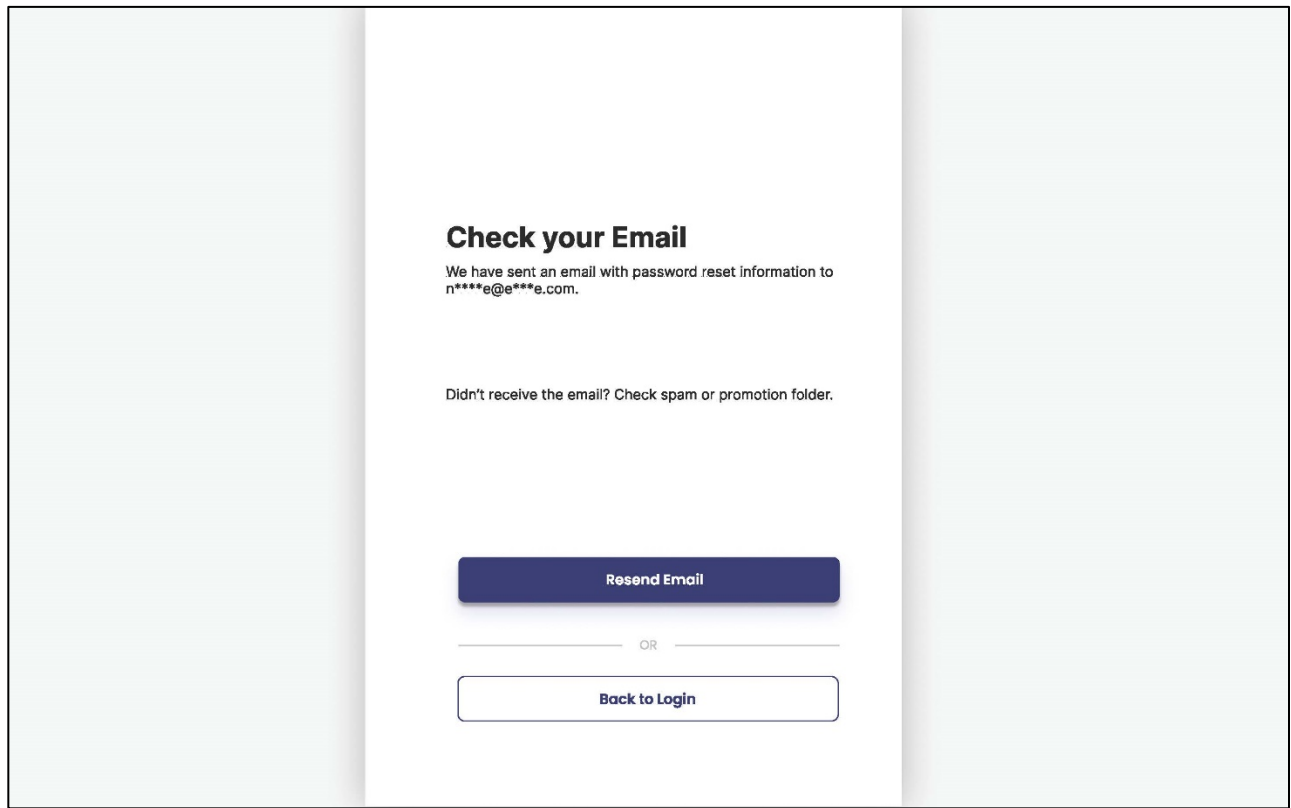 Check your Email
We have sent an email with password reset information to
n****e@e***e.com.
Didn't receive the email? Check spam or promotion folder.
Resend Email
OR
Back to Login